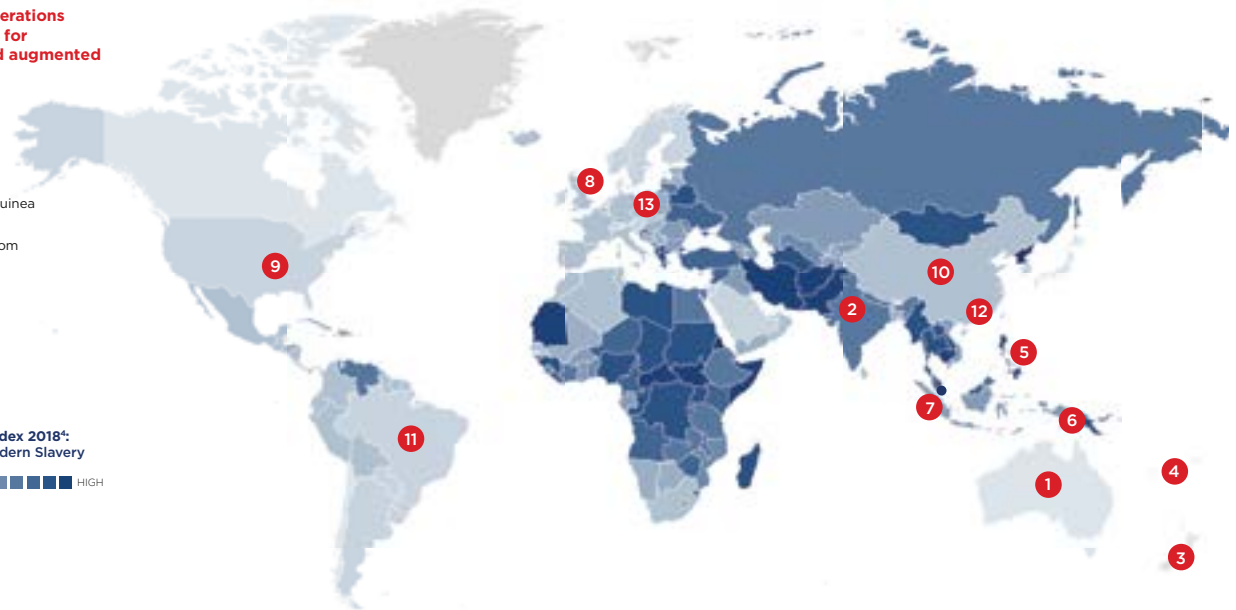 erations
for
d augmented
uinea
om
dex 2018⁴:
dern Slavery
HIGH
8
13
9
10
2
12
5
7
6
11
4
1
3